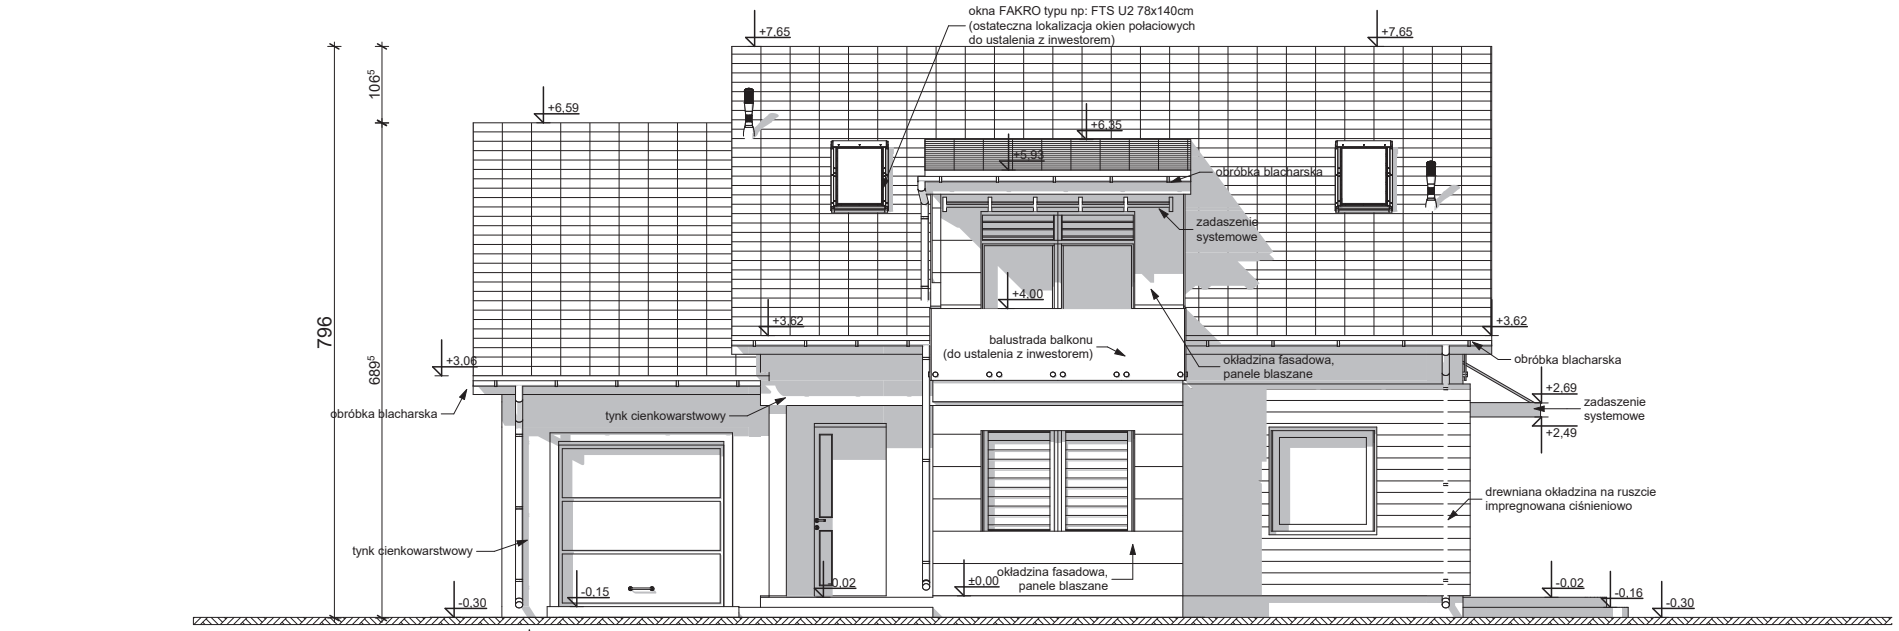 okna FAKRO typu np: FTS U2 78x140cm
(ostateczna lokalizacja okien połaciowych
do ustalenia z inwestorem)
+7,65
+7,65
106⁵
+6,59
+6,35
+5,93
obróbka blacharska
zadaszenie
systemowe
+4,00
+3,62
+3,62
796
689⁵
balustrada balkonu
(do ustalenia z inwestorem)
okładzina fasadowa,
panele blaszane
obróbka blacharska
+3,06
+2,69
zadaszenie
systemowe
+2,49
obróbka blacharska
tynk cienkowarstwowy
drewniana okładzina na ruszcie
impregnowana ciśnieniowo
tynk cienkowarstwowy
okładzina fasadowa,
panele blaszane
±0,00
-0,02
-0,15
-0,30
-0,02
-0,16
-0,30